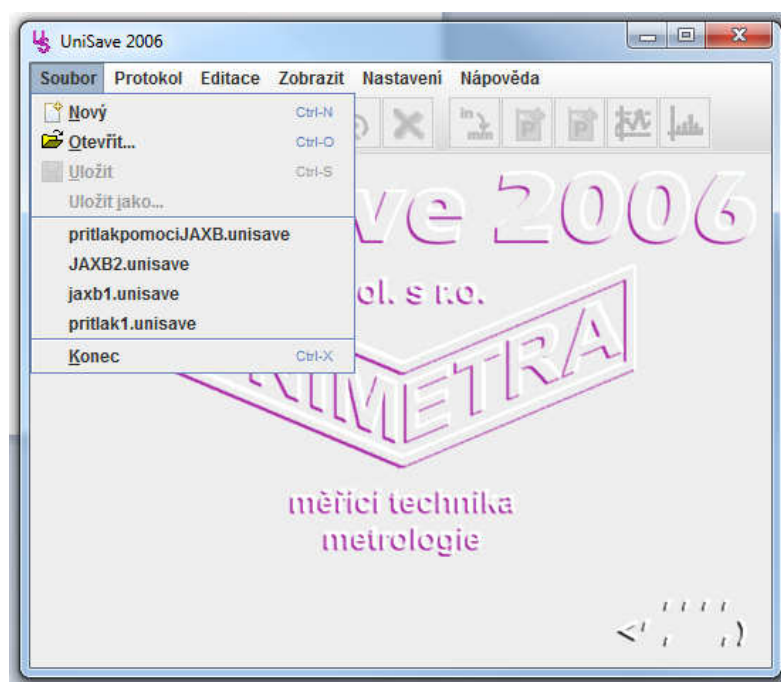 UniSave 2006
Soubor Protokol Editace Zobrazit Nastavení Nápověda
Nový Ctrl-N
Otevřít... Ctrl-O
Uložit Ctrl-S
Uložit jako...
pritlakpomociJAXB.unisave
JAXB2.unisave
jaxb1.unisave
pritlak1.unisave
Konec Ctrl-X
in
P
P
ve 2006
ol. s r.o.
NIMETRA
měřicí technika
metrologie